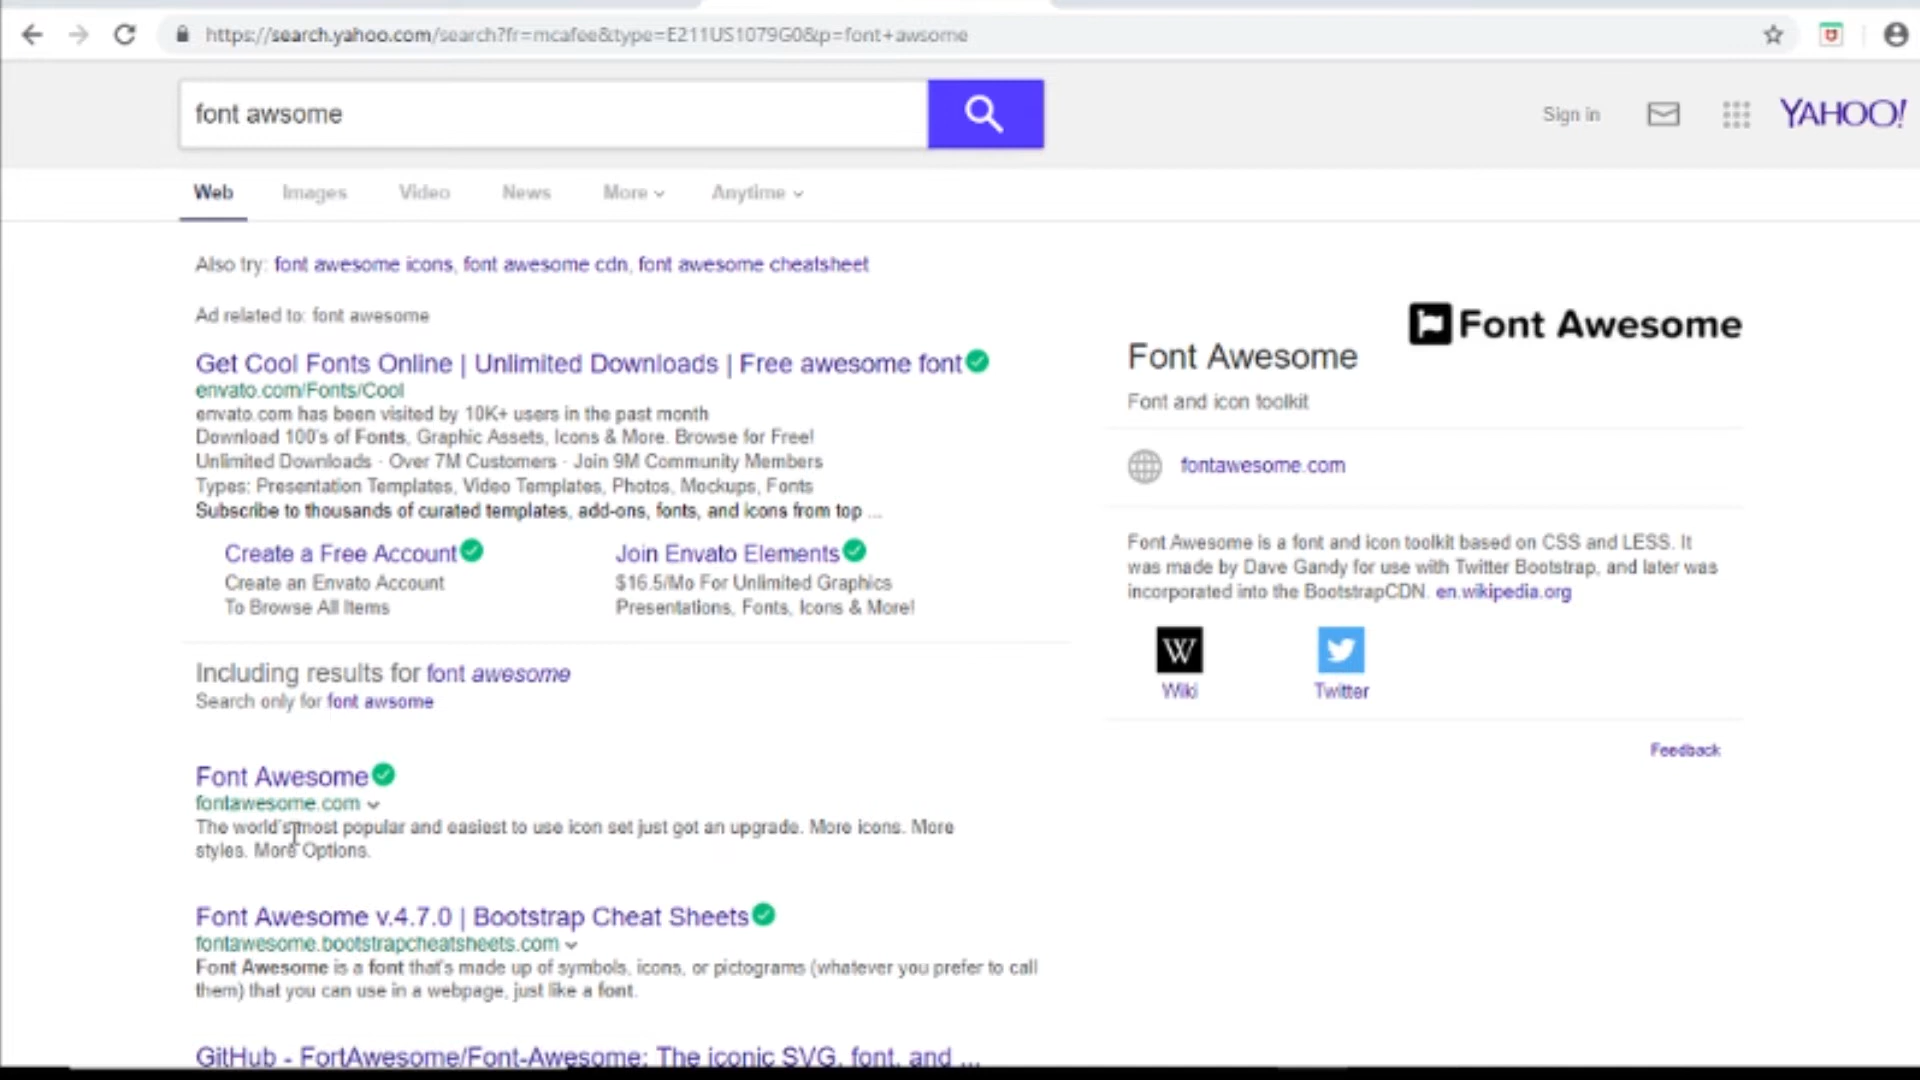 https://search.yahoo.com/search?fr=mcafee&type=E211US1079G0&p=font+awsome
font awsome
Sign in
YAHOO!
Web
Images
Video
News
More
Anytime
Also try: font awesome icons, font awesome cdn, font awesome cheatsheet
Ad related to: font awesome
Get Cool Fonts Online | Unlimited Downloads | Free awesome font
envato.com/Fonts/Cool
envato.com has been visited by 10K+ users in the past month
Download 100's of Fonts, Graphic Assets, Icons & More. Browse for Free!
Unlimited Downloads · Over 7M Customers · Join 9M Community Members
Types: Presentation Templates, Video Templates, Photos, Mockups, Fonts
Subscribe to thousands of curated templates, add-ons, fonts, and icons from top ...
Create a Free Account
Create an Envato Account
To Browse All Items
Join Envato Elements
$16.5/Mo For Unlimited Graphics
Presentations, Fonts, Icons & More!
Including results for font awesome
Search only for font awsome
Font Awesome
fontawesome.com
The world's most popular and easiest to use icon set just got an upgrade. More icons. More
styles. More Options.
Font Awesome v.4.7.0 | Bootstrap Cheat Sheets
fontawesome.bootstrapcheatsheets.com
Font Awesome is a font that's made up of symbols, icons, or pictograms (whatever you prefer to call
them) that you can use in a webpage, just like a font.
GitHub - FortAwesome/Font-Awesome: The iconic SVG, font, and ...
Font Awesome
Font Awesome
Font and icon toolkit
fontawesome.com
Font Awesome is a font and icon toolkit based on CSS and LESS. It
was made by Dave Gandy for use with Twitter Bootstrap, and later was
incorporated into the BootstrapCDN. en.wikipedia.org
W
Wiki
Twitter
Feedback